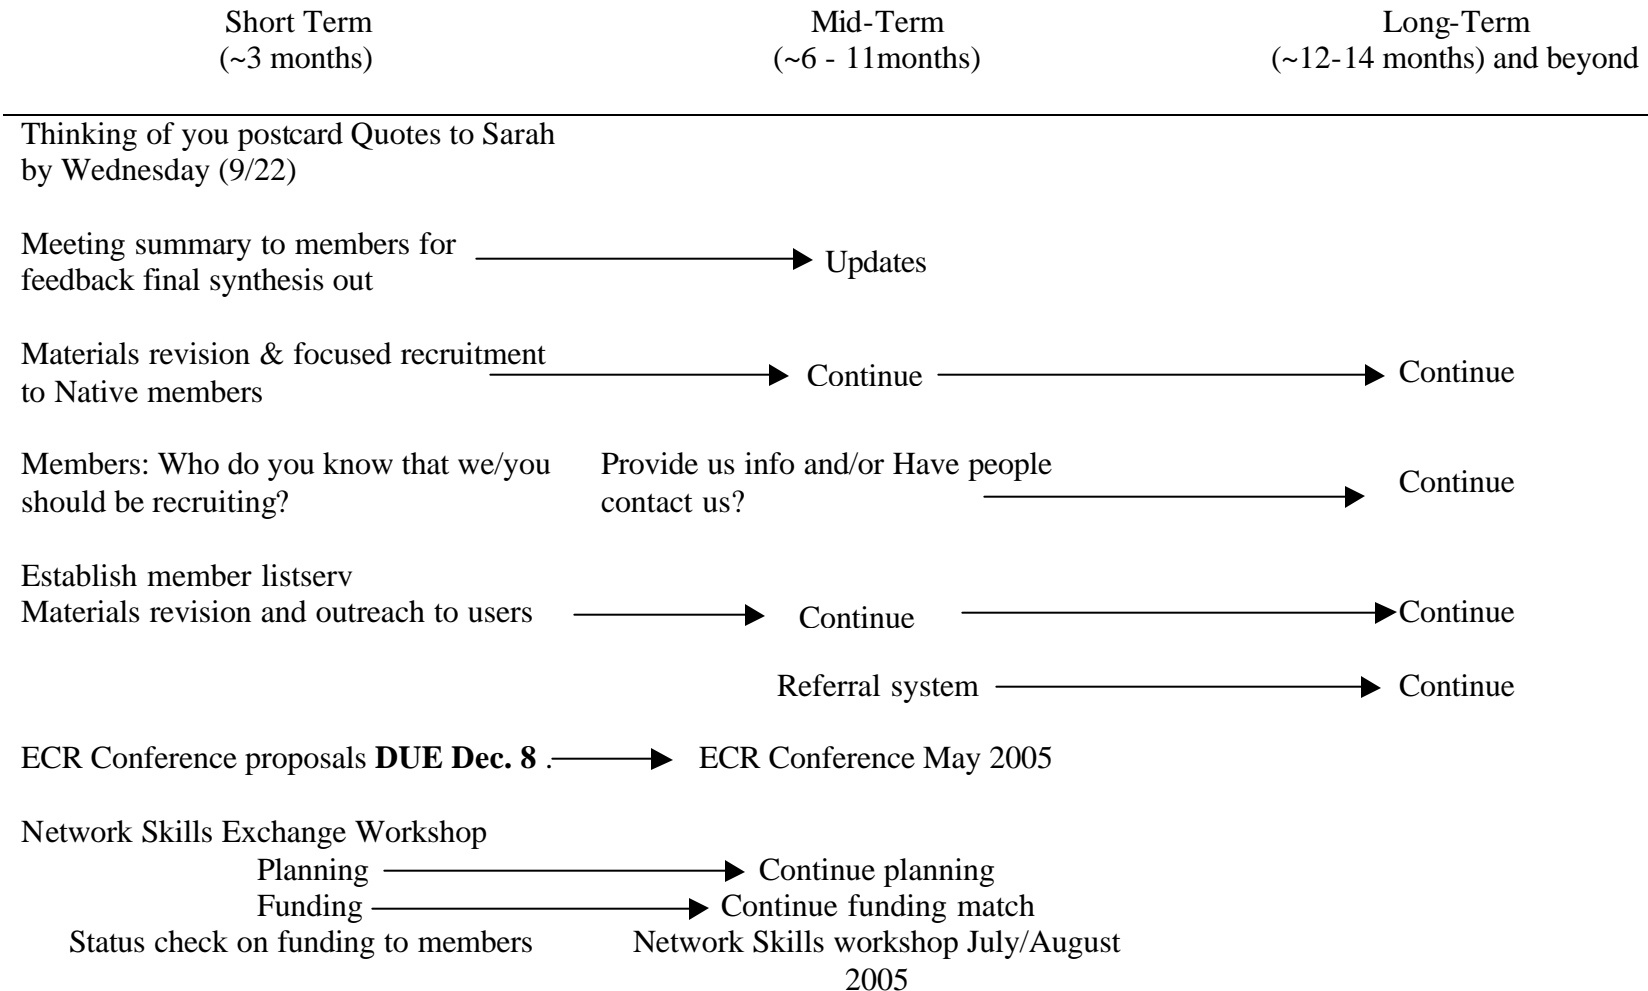 Short Term Mid-Term Long-Term
(~3 months) (~6 - 11months) (~12-14 months) and beyond
Thinking of you postcard Quotes to Sarah
by Wednesday (9/22)
Meeting summary to members for
feedback final synthesis out
Updates
Materials revision & focused recruitment
to Native members
Continue
Continue
Members: Who do you know that we/you
should be recruiting?
Provide us info and/or Have people
contact us?
Continue
Establish member listserv
Materials revision and outreach to users
Continue
Continue
Referral system Continue
ECR Conference proposals DUE Dec. 8 . ECR Conference May 2005
Network Skills Exchange Workshop
Planning Continue planning
Funding Continue funding match
Status check on funding to members
Network Skills workshop July/August
2005